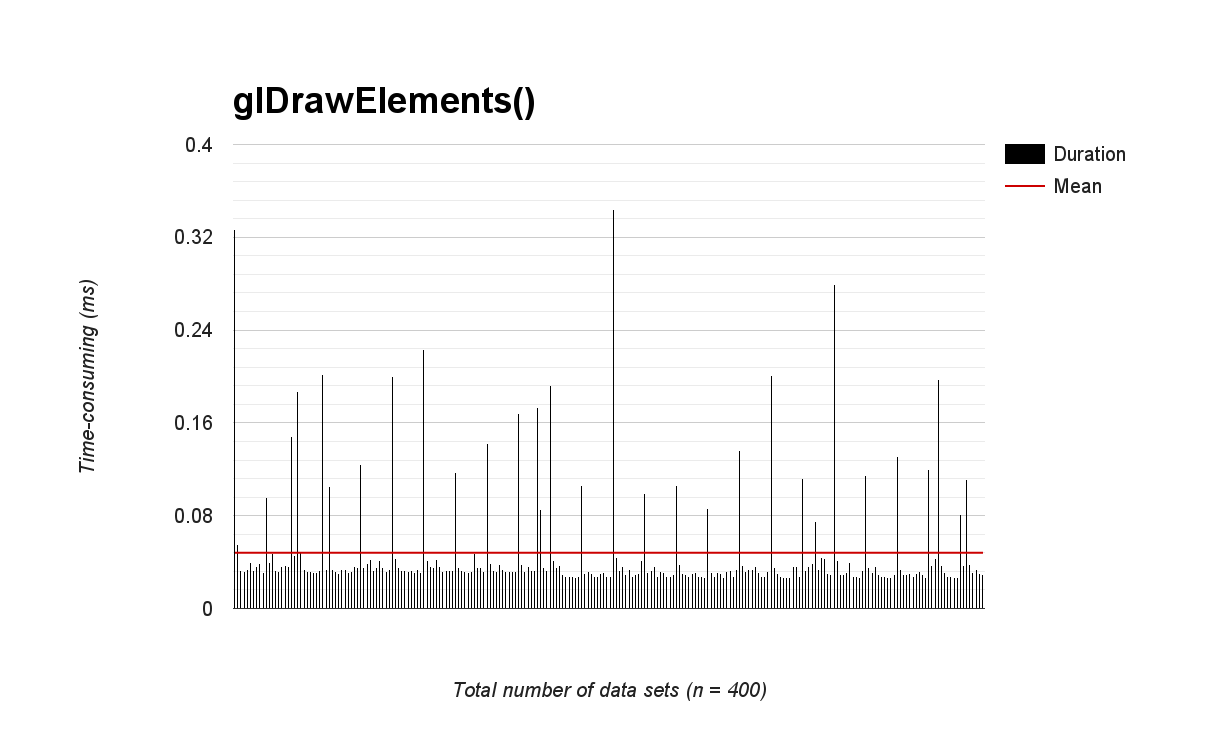 glDrawElements()
0.4
0.32
0.24
0.16
0.08
0
Time-consuming (ms)
Total number of data sets (n = 400)
Duration
Mean